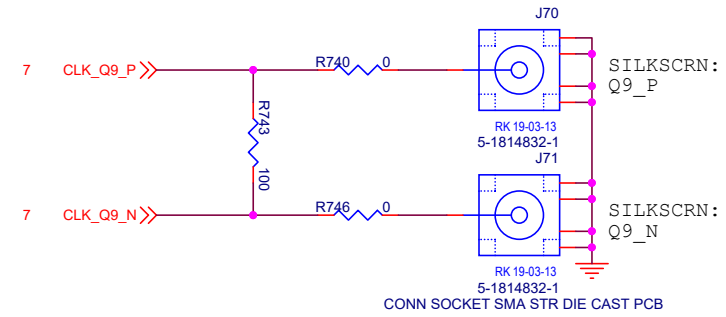 J70
7 CLK_Q9_P
R740 0
SILKSCRN:
Q9_P
R743
100
RK 19-03-13
5-1814832-1
J71
7 CLK_Q9_N
R746 0
SILKSCRN:
Q9_N
RK 19-03-13
5-1814832-1
CONN SOCKET SMA STR DIE CAST PCB